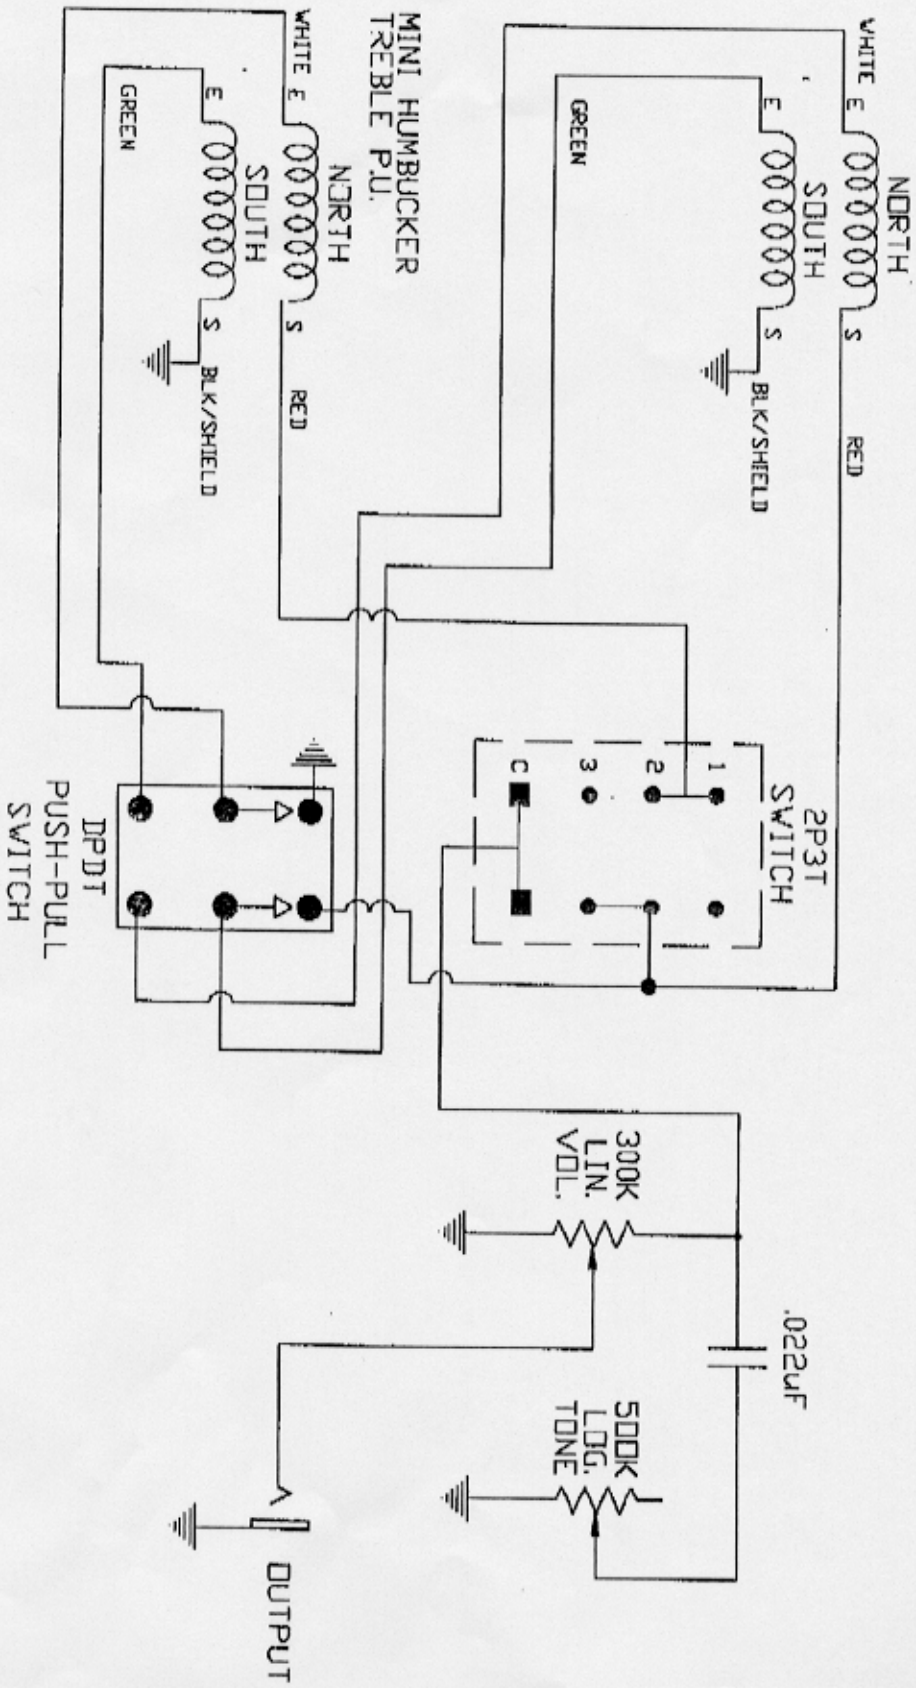 WHITE
E
NORTH
S
RED
E
SOUTH
S
GREEN
BLK/SHIELD
MINI HUMBUCKER
TREBLE P.U.
WHITE
E
NORTH
S
RED
E
SOUTH
S
GREEN
BLK/SHIELD
2P3T
SWITCH
1
2
3
C
DPDT
PUSH-PULL
SWITCH
300K
LIN.
VOL.
.022uF
500K
LOG.
TONE
OUTPUT